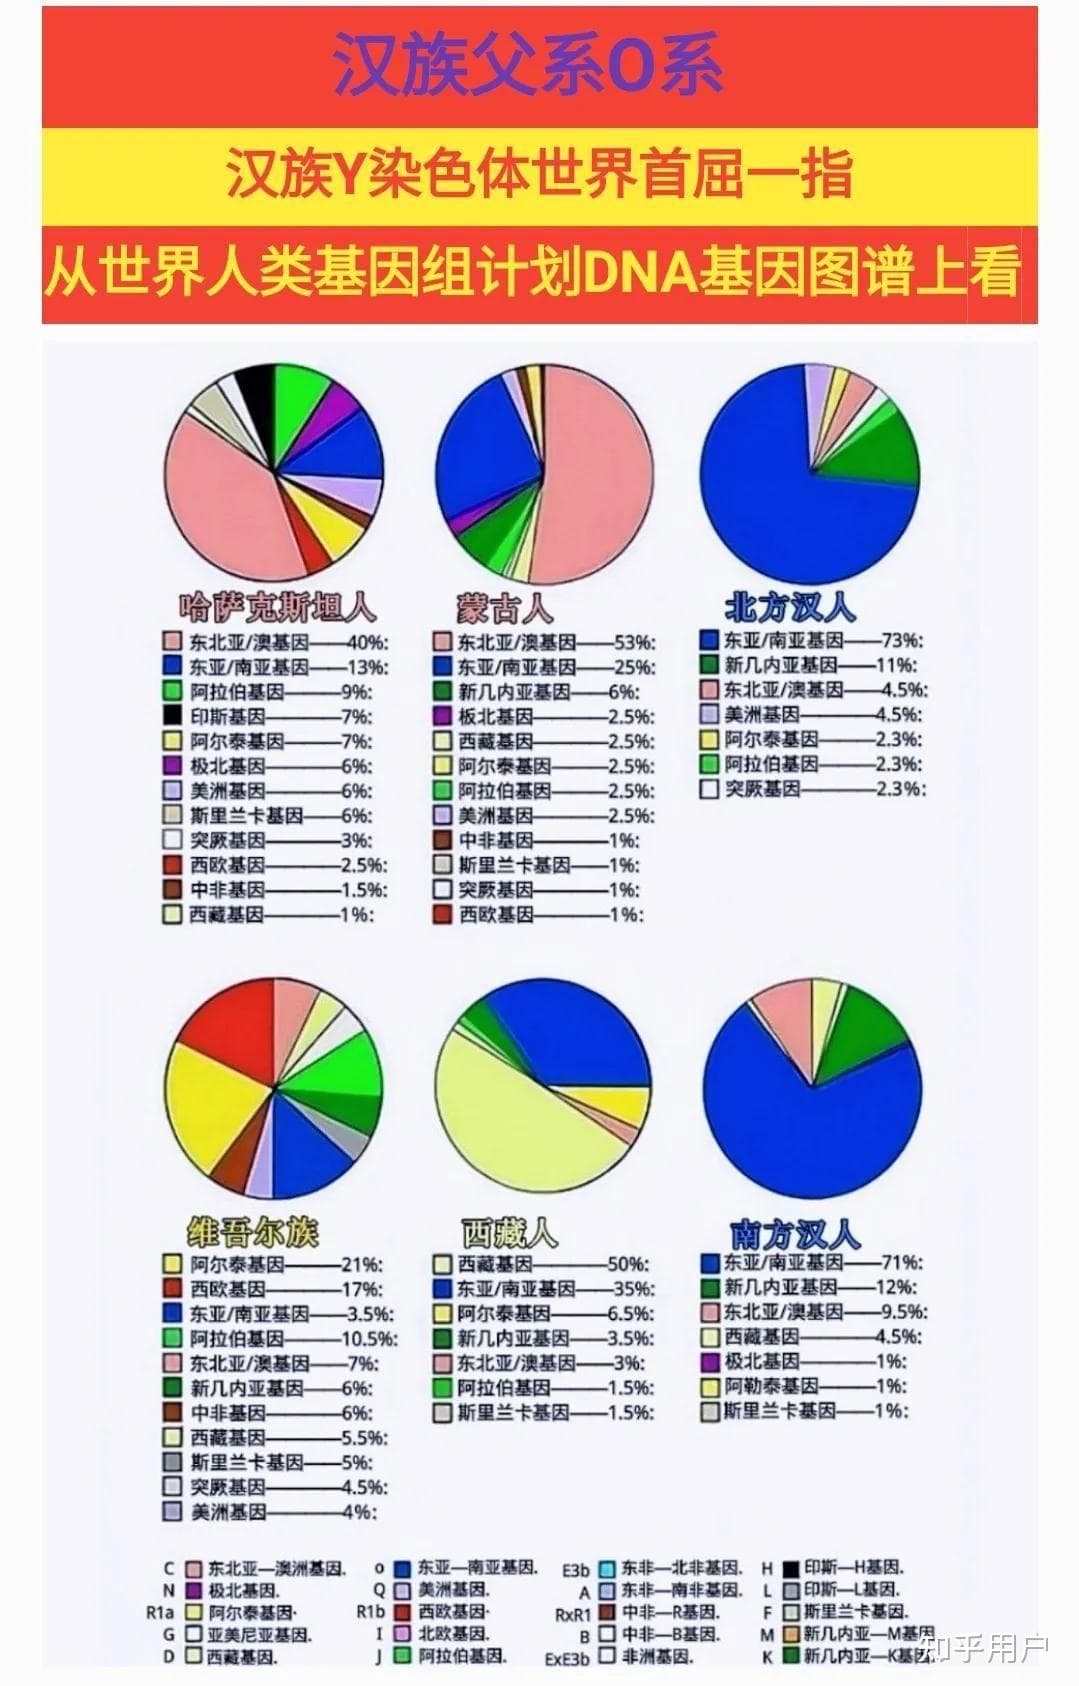 汉族父系O系
汉族Y染色体世界首屈一指
从世界人类基因组计划DNA基因图谱上看
哈萨克斯坦人
东北亚/澳基因——40%:
东亚/南亚基因——13%:
阿拉伯基因———9%:
印斯基因————7%:
阿尔泰基因———7%:
极北基因————6%:
美洲基因————6%:
斯里兰卡基因——6%:
突厥基因————3%:
西欧基因————2.5%:
中非基因————1.5%:
西藏基因————1%:
蒙古人
东北亚/澳基因——53%:
东亚/南亚基因——25%:
新几内亚基因——6%:
板北基因————2.5%:
西藏基因————2.5%:
阿尔泰基因———2.5%:
阿拉伯基因———2.5%:
美洲基因————2.5%:
中非基因————1%:
斯里兰卡基因——1%:
突厥基因————1%:
西欧基因————1%:
北方汉人
东亚/南亚基因——73%:
新几内亚基因——11%:
东北亚/澳基因——4.5%:
美洲基因————4.5%:
阿尔泰基因———2.3%:
阿拉伯基因———2.3%:
突厥基因————2.3%:
维吾尔族
阿尔泰基因———21%:
西欧基因————17%:
东亚/南亚基因——3.5%:
阿拉伯基因———10.5%:
东北亚/澳基因——7%:
新几内亚基因——6%:
中非基因————6%:
西藏基因————5.5%:
斯里兰卡基因——5%:
突厥基因————4.5%:
美洲基因————4%:
西藏人
西藏基因————50%:
东亚/南亚基因——35%:
阿尔泰基因———6.5%:
新几内亚基因——3.5%:
东北亚/澳基因——3%:
阿拉伯基因———1.5%:
斯里兰卡基因——1.5%:
南方汉人
东亚/南亚基因——71%:
新几内亚基因——12%:
东北亚/澳基因——9.5%:
西藏基因————4.5%:
极北基因————1%:
阿勒泰基因———1%:
斯里兰卡基因——1%:
C 东北亚—澳洲基因. o 东亚—南亚基因. E3b 东非—北非基因. H 印斯—H基因.
N 极北基因. Q 美洲基因. A 东非—南非基因. L 印斯—L基因.
R1a 阿尔泰基因· R1b 西欧基因· RxR1 中非—R基因. F 斯里兰卡基因.
G 亚美尼亚基因. I 北欧基因. B 中非—B基因. M 新几内亚—M基因
D 西藏基因. J 阿拉伯基因. ExE3b 非洲基因. K 新几内亚—K基因.
知乎用户